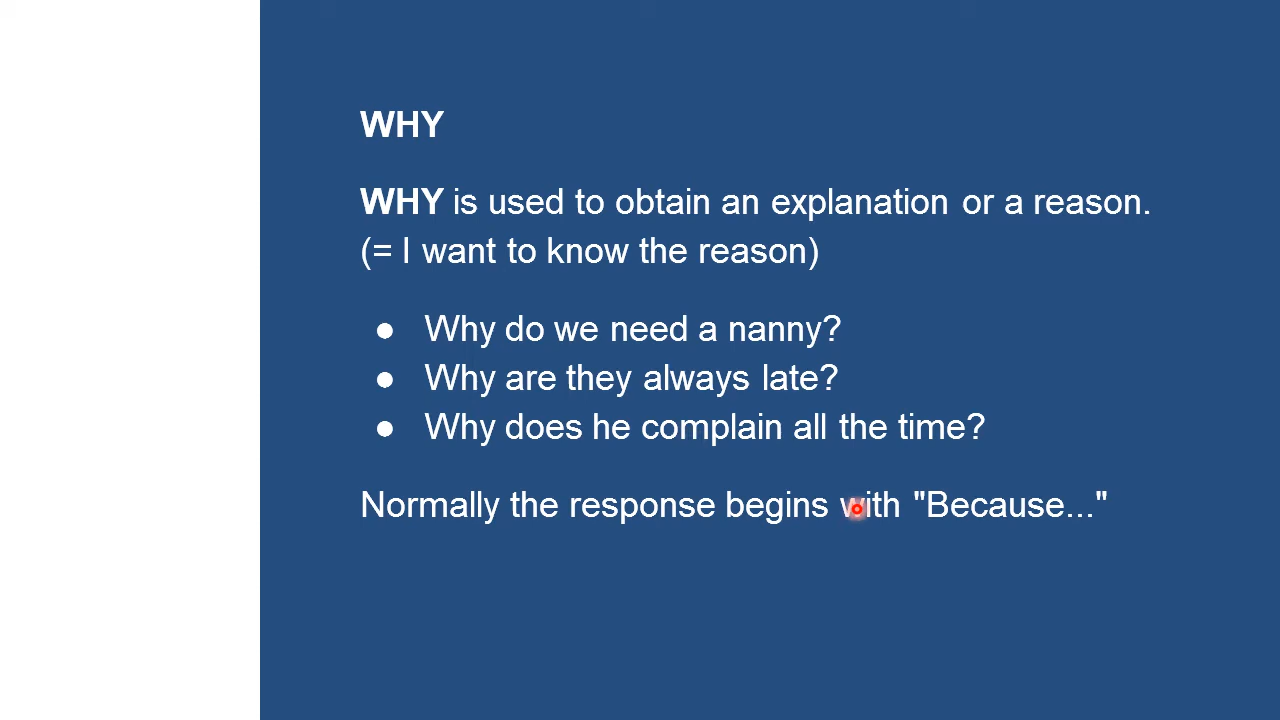 WHY
WHY is used to obtain an explanation or a reason.
(= I want to know the reason)
● Why do we need a nanny?
● Why are they always late?
● Why does he complain all the time?
Normally the response begins with "Because..."